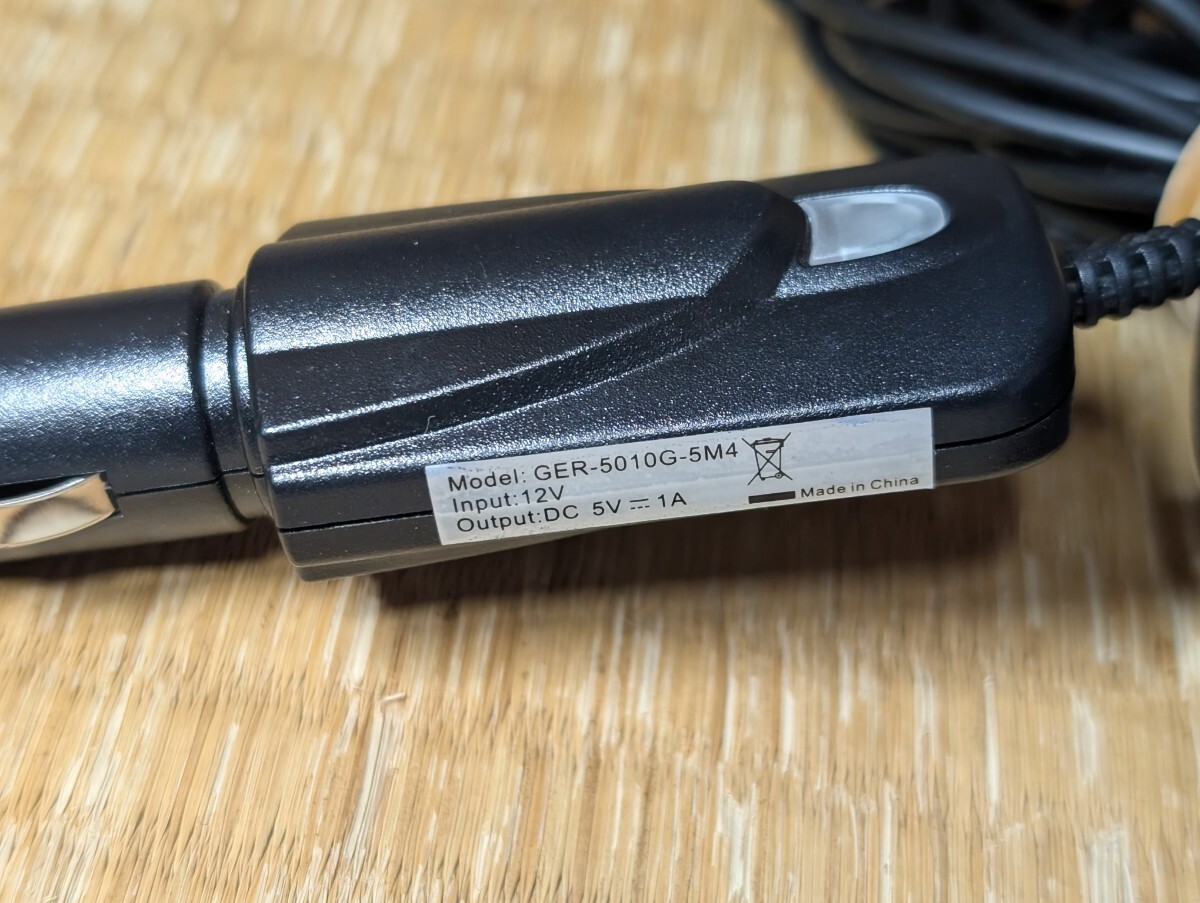 Model: GER-5010G-5M4
Input:12V
Output:DC 5V ⎓ 1A
Made in China